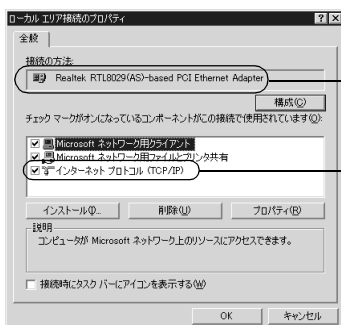 ローカル エリア接続のプロパティ
全般
接続の方法:
Realtek RTL8029(AS)-based PCI Ethernet Adapter
構成(C)
チェック マークがオンになっているコンポーネントがこの接続で使用されています(O):
Microsoft ネットワーク用クライアント
Microsoft ネットワーク用ファイルとプリンタ共有
インターネット プロトコル (TCP/IP)
インストール(I)...
削除(U)
プロパティ(R)
説明
コンピュータが Microsoft ネットワーク上のリソースにアクセスできます。
接続時にタスク バーにアイコンを表示する(W)
OK
キャンセル